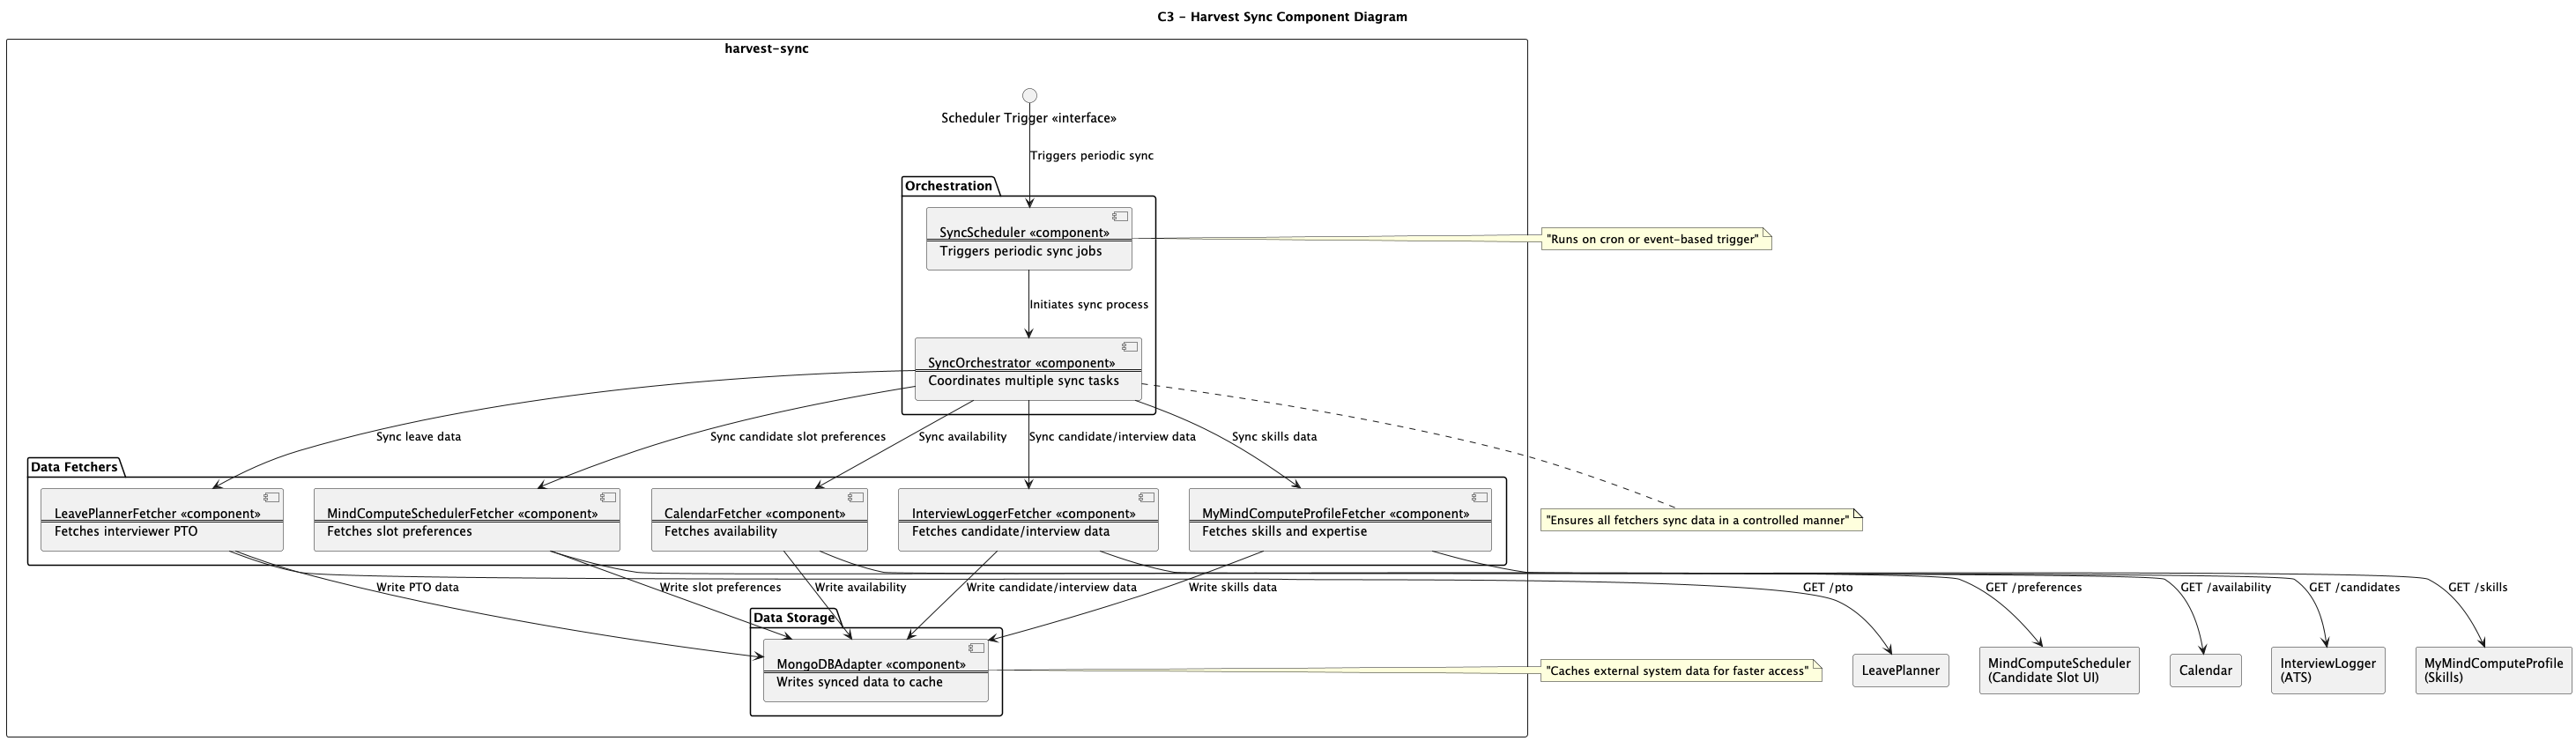 C3 - Harvest Sync Component Diagram
harvest-sync
Scheduler Trigger «interface»
Triggers periodic sync
Orchestration
SyncScheduler «component»
Triggers periodic sync jobs
"Runs on cron or event-based trigger"
Initiates sync process
SyncOrchestrator «component»
Coordinates multiple sync tasks
Sync leave data
Sync candidate slot preferences
Sync availability
Sync candidate/interview data
Sync skills data
Data Fetchers
LeavePlannerFetcher «component»
Fetches interviewer PTO
MindComputeSchedulerFetcher «component»
Fetches slot preferences
CalendarFetcher «component»
Fetches availability
InterviewLoggerFetcher «component»
Fetches candidate/interview data
MyMindComputeProfileFetcher «component»
Fetches skills and expertise
"Ensures all fetchers sync data in a controlled manner"
Write PTO data
Write slot preferences
Write availability
Write candidate/interview data
Write skills data
GET /pto
GET /preferences
GET /availability
GET /candidates
GET /skills
Data Storage
MongoDBAdapter «component»
Writes synced data to cache
"Caches external system data for faster access"
LeavePlanner
MindComputeScheduler
(Candidate Slot UI)
Calendar
InterviewLogger
(ATS)
MyMindComputeProfile
(Skills)